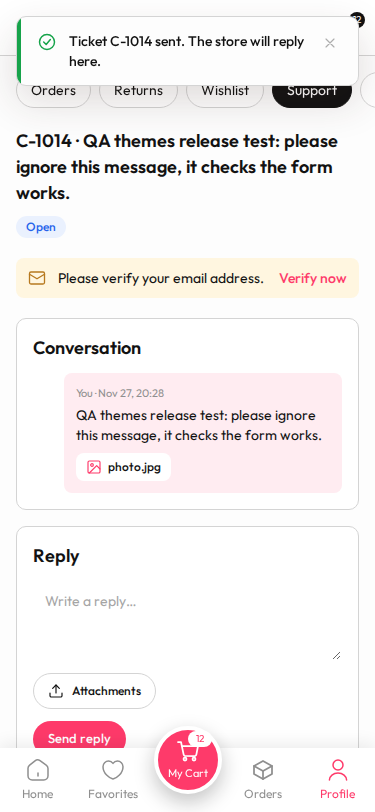 Ticket C-1014 sent. The store will reply
here.
Orders
Returns
Wishlist
Support
C-1014 · QA themes release test: please
ignore this message, it checks the form
works.
Open
Please verify your email address.
Verify now
Conversation
You · Nov 27, 20:28
QA themes release test: please ignore
this message, it checks the form works.
photo.jpg
Reply
Write a reply...
Attachments
Send reply
12
My Cart
Home
Favorites
Orders
Profile